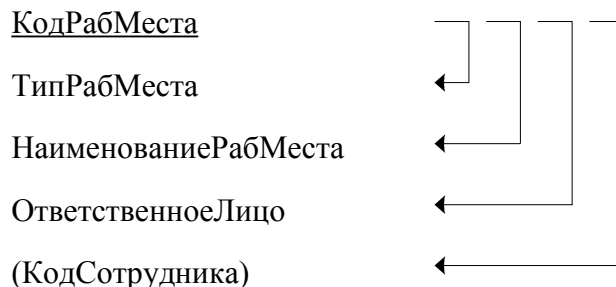 КодРабМеста
ТипРабМеста
НаименованиеРабМеста
ОтветственноеЛицо
(КодСотрудника)